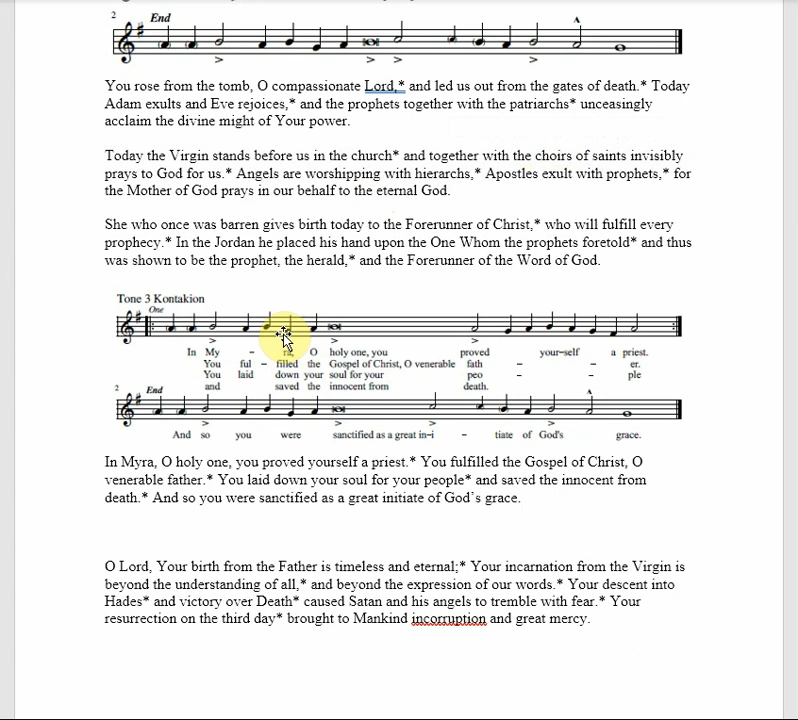 2
End
You rose from the tomb, O compassionate Lord,* and led us out from the gates of death.* Today
Adam exults and Eve rejoices,* and the prophets together with the patriarchs* unceasingly
acclaim the divine might of Your power.
Today the Virgin stands before us in the church* and together with the choirs of saints invisibly
prays to God for us.* Angels are worshipping with hierarchs,* Apostles exult with prophets,* for
the Mother of God prays in our behalf to the eternal God.
She who once was barren gives birth today to the Forerunner of Christ,* who will fulfill every
prophecy.* In the Jordan he placed his hand upon the One Whom the prophets foretold* and thus
was shown to be the prophet, the herald,* and the Forerunner of the Word of God.
Tone 3 Kontakion
One
In My - ra, O holy one, you proved your-self a priest.
You ful - filled the Gospel of Christ, O venerable fath - - er.
You laid down your soul for your peo - - ple
and saved the innocent from death.
2
End
And so you were sanctified as a great in-i - tiate of God's grace.
In Myra, O holy one, you proved yourself a priest.* You fulfilled the Gospel of Christ, O
venerable father.* You laid down your soul for your people* and saved the innocent from
death.* And so you were sanctified as a great initiate of God's grace.
O Lord, Your birth from the Father is timeless and eternal;* Your incarnation from the Virgin is
beyond the understanding of all,* and beyond the expression of our words.* Your descent into
Hades* and victory over Death* caused Satan and his angels to tremble with fear.* Your
resurrection on the third day* brought to Mankind incorruption and great mercy.